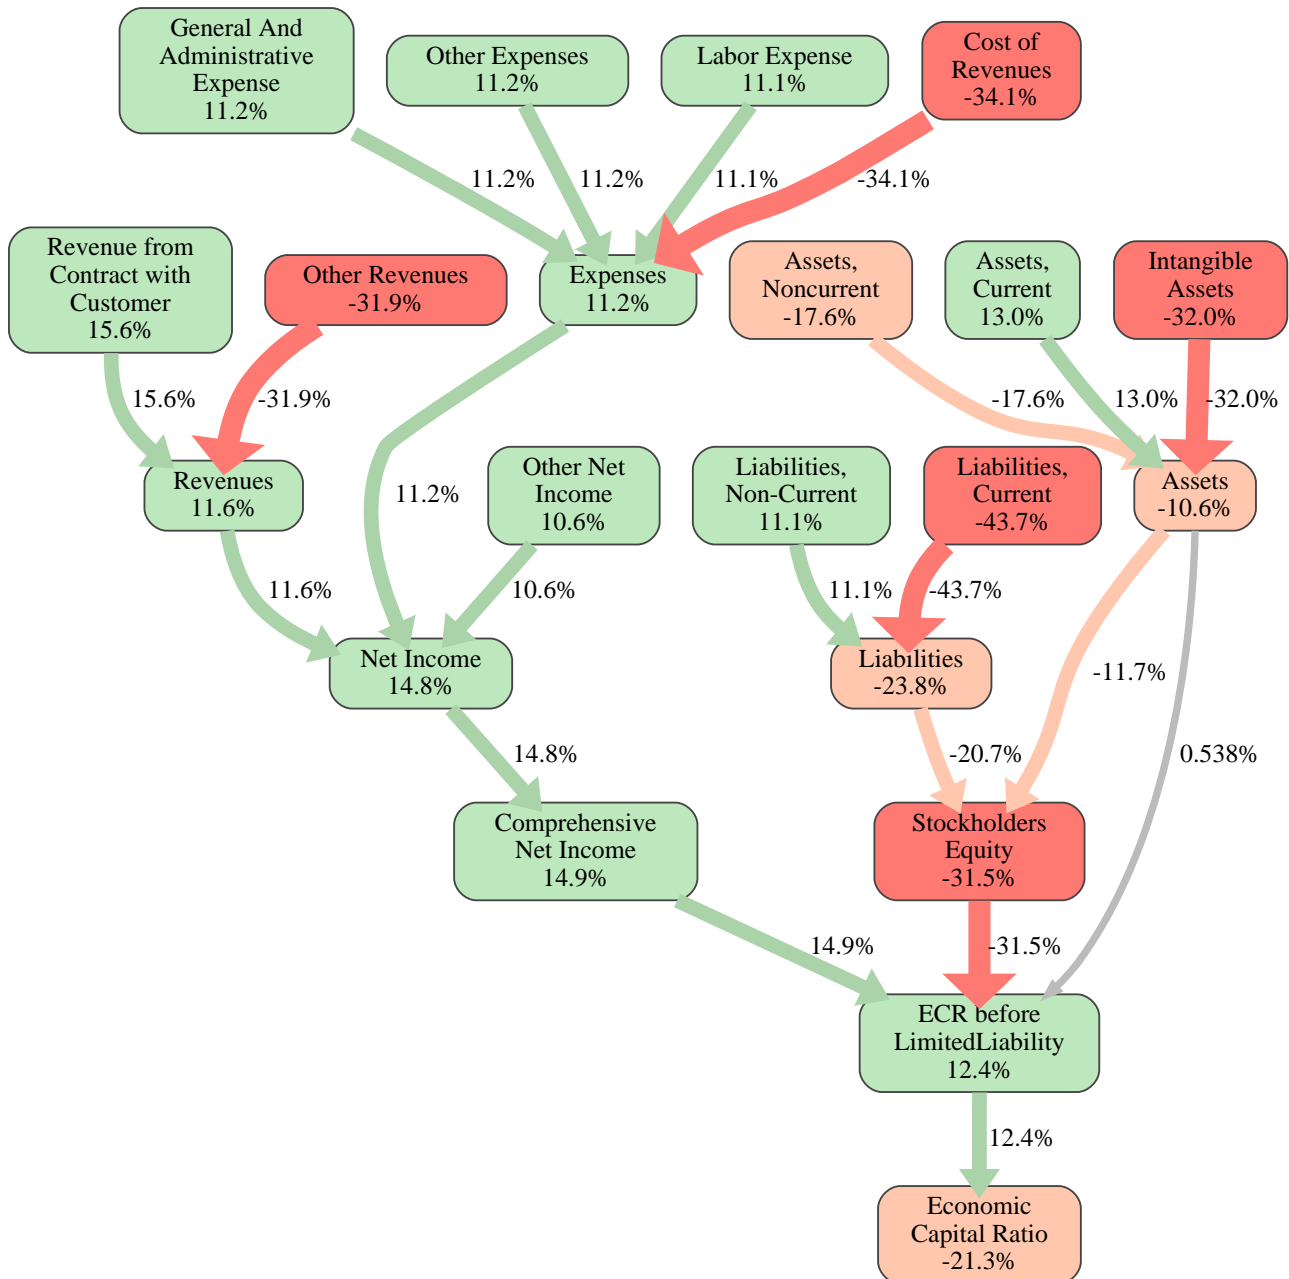 General And
Administrative
Expense
11.2%
Other Expenses
11.2%
Labor Expense
11.1%
Cost of
Revenues
-34.1%
11.2%
11.2%
11.1%
-34.1%
Revenue from
Contract with
Customer
15.6%
Other Revenues
-31.9%
Expenses
11.2%
Assets,
Noncurrent
-17.6%
Assets,
Current
13.0%
Intangible
Assets
-32.0%
15.6%
-31.9%
-17.6%
13.0%
-32.0%
Revenues
11.6%
11.2%
Other Net
Income
10.6%
Liabilities,
Non-Current
11.1%
Liabilities,
Current
-43.7%
Assets
-10.6%
11.6%
10.6%
11.1%
-43.7%
Net Income
14.8%
Liabilities
-23.8%
-11.7%
14.8%
-20.7%
0.538%
Comprehensive
Net Income
14.9%
Stockholders
Equity
-31.5%
14.9%
-31.5%
ECR before
LimitedLiability
12.4%
12.4%
Economic
Capital Ratio
-21.3%